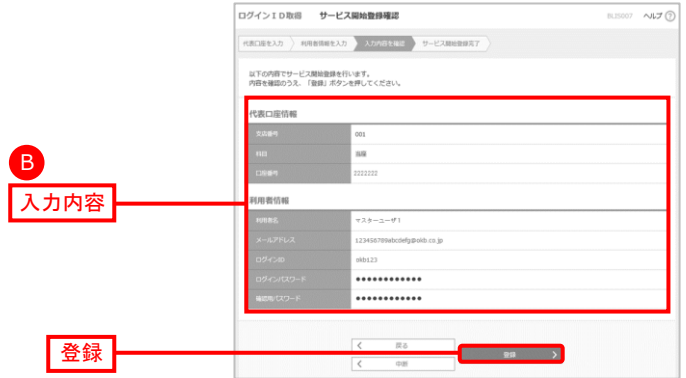 ログインID取得 サービス開始登録確認 BLIS007 ヘルプ ?
代表口座を入力 利用者情報を入力 入力内容を確認 サービス開始登録完了
以下の内容でサービス開始登録を行います。
内容を確認のうえ、「登録」ボタンを押してください。
代表口座情報
支店番号 001
科目 当座
口座番号 2222222
B
入力内容
利用者情報
利用者名 マスターユーザ1
メールアドレス 123456789abcdefg@okb.co.jp
ログインID okb123
ログインパスワード ●●●●●●●●●●●●
確認用パスワード ●●●●●●●●●●●●
登録
戻る
登録
中断